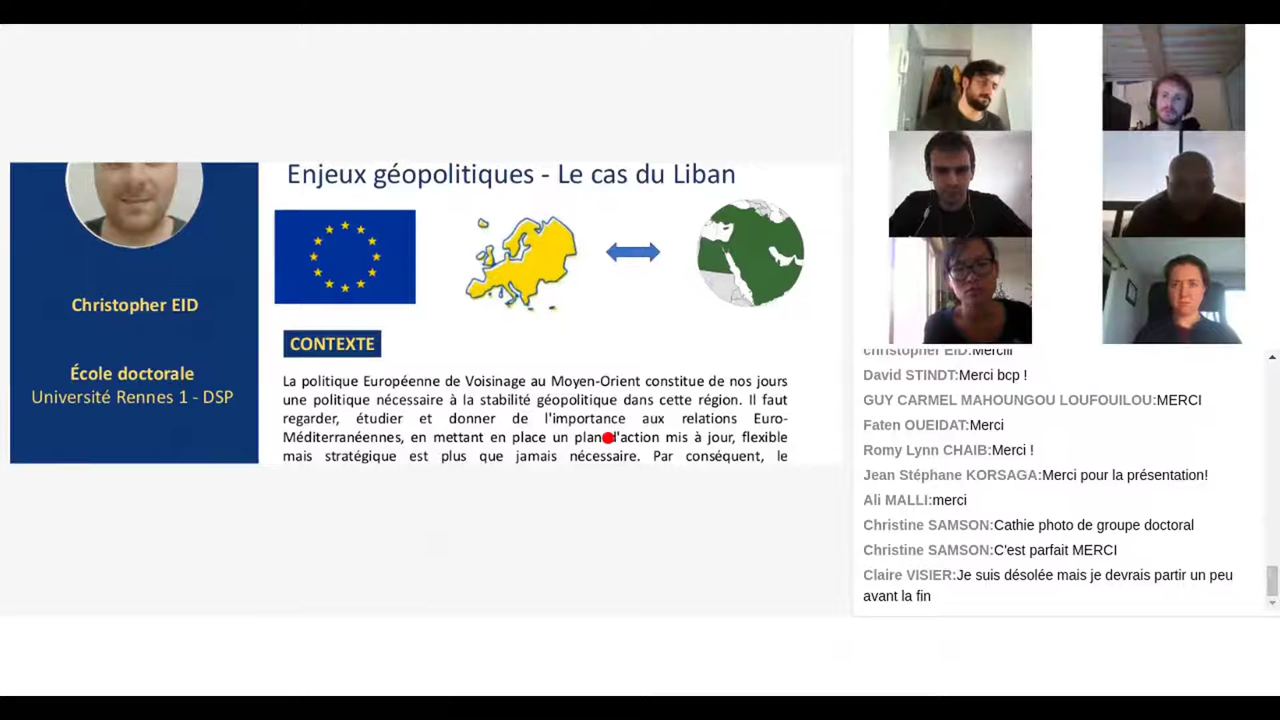 Enjeux géopolitiques - Le cas du Liban
Christopher EID
École doctorale
Université Rennes 1 - DSP
CONTEXTE
La politique Européenne de Voisinage au Moyen-Orient constitue de nos jours
une politique nécessaire à la stabilité géopolitique dans cette région. Il faut
regarder, étudier et donner de l'importance aux relations Euro-
Méditerranéennes, en mettant en place un plan d'action mis à jour, flexible
mais stratégique est plus que jamais nécessaire. Par conséquent, le
christopher EID:Merciii
David STINDT:Merci bcp !
GUY CARMEL MAHOUNGOU LOUFOUILOU:MERCI
Faten OUEIDAT:Merci
Romy Lynn CHAIB:Merci !
Jean Stéphane KORSAGA:Merci pour la présentation!
Ali MALLI:merci
Christine SAMSON:Cathie photo de groupe doctoral
Christine SAMSON:C'est parfait MERCI
Claire VISIER:Je suis désolée mais je devrais partir un peu
avant la fin